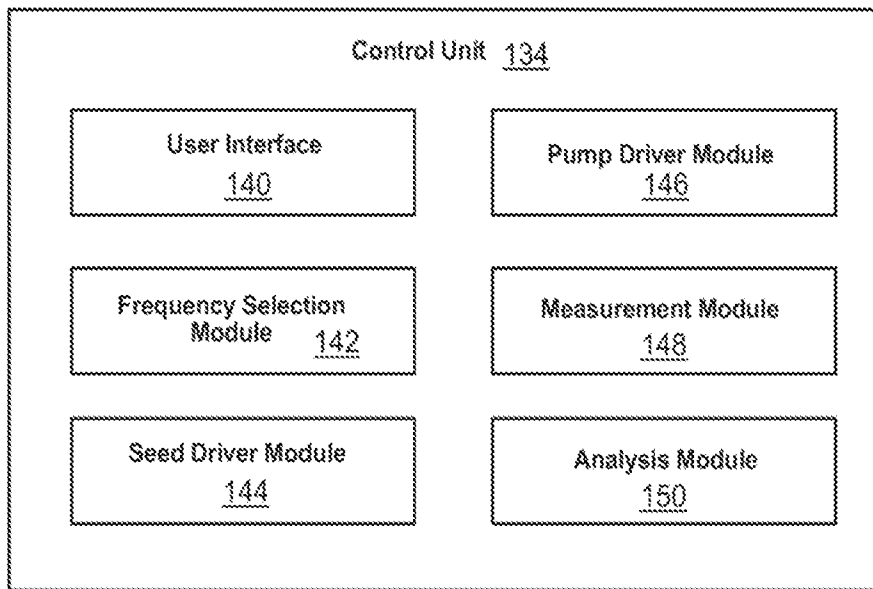 Control Unit 134
User Interface
140
Pump Driver Module
146
Frequency Selection
Module 142
Measurement Module
148
Seed Driver Module
144
Analysis Module
150